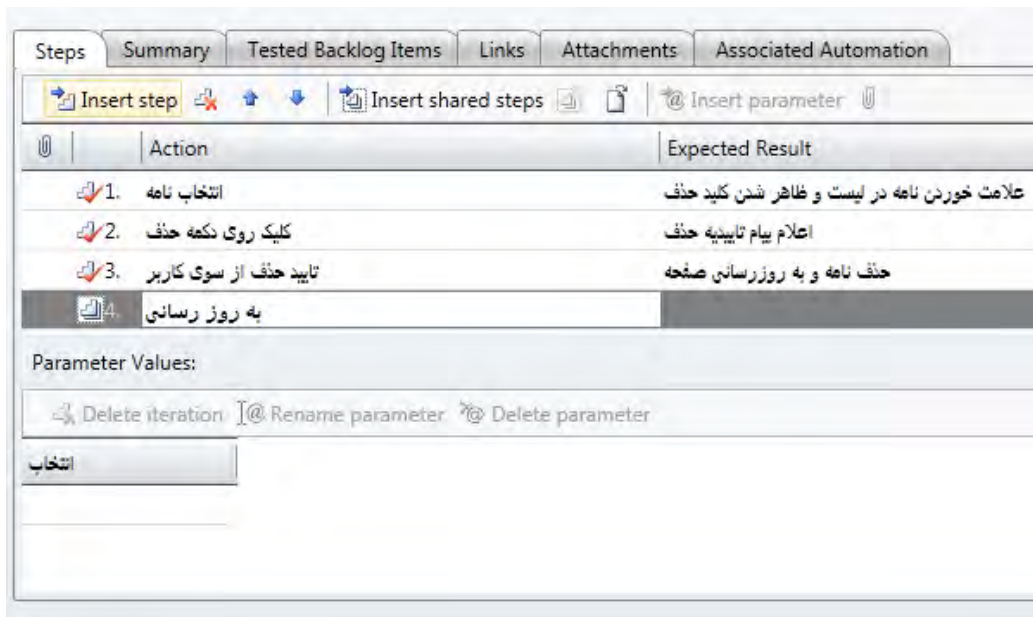 Steps Summary Tested Backlog Items Links Attachments Associated Automation
Insert step Insert shared steps Insert parameter
Action Expected Result
1. انتخاب نامه علامت خوردن نامه در لیست و ظاهر شدن کلید حذف
2. کلیک روی دکمه حذف اعلام پیام تاییدیه حذف
3. تایید حذف از سوی کاربر حذف نامه و به روزرسانی صفحه
4. به روز رسانی
Parameter Values:
Delete iteration Rename parameter Delete parameter
انتخاب